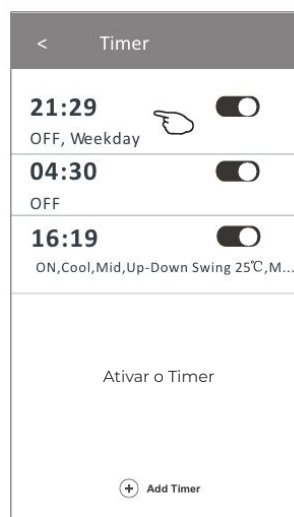 < Timer
21:29
OFF, Weekday
04:30
OFF
16:19
ON,Cool,Mid,Up-Down Swing 25℃,M...
Ativar o Timer
+ Add Timer